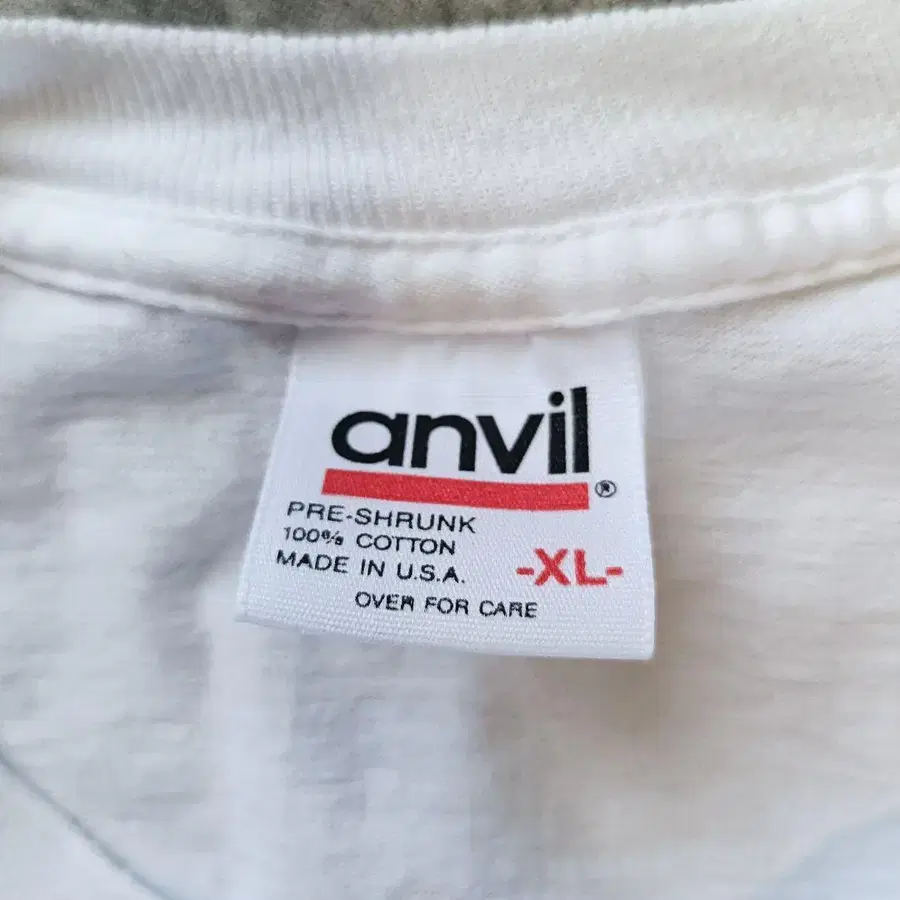 anvil®
PRE-SHRUNK
100% COTTON
MADE IN U.S.A.
-XL-
OVER FOR CARE